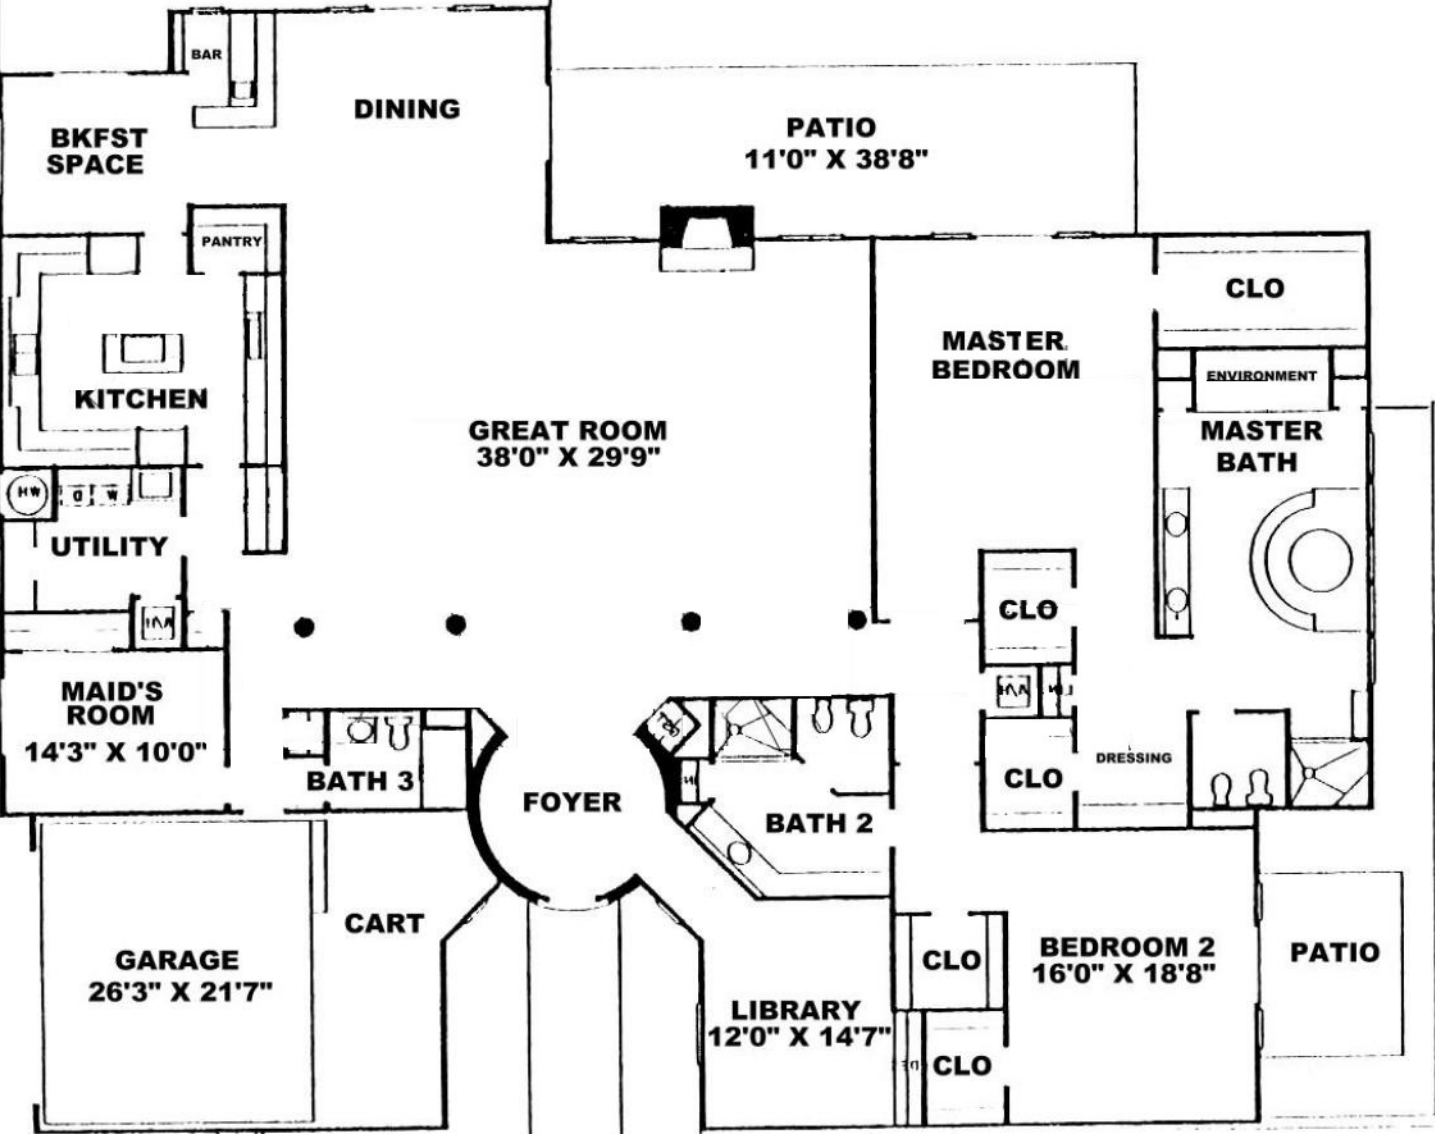 BAR
DINING
BKFST
SPACE
PATIO
11'0" X 38'8"
PANTRY
CLO
MASTER
BEDROOM
ENVIRONMENT
KITCHEN
GREAT ROOM
38'0" X 29'9"
MASTER
BATH
HW
D W
UTILITY
CLO
MAID'S
ROOM
14'3" X 10'0"
BATH 3
FOYER
BATH 2
CLO
DRESSING
CART
GARAGE
26'3" X 21'7"
LIBRARY
12'0" X 14'7"
CLO
CLO
BEDROOM 2
16'0" X 18'8"
PATIO